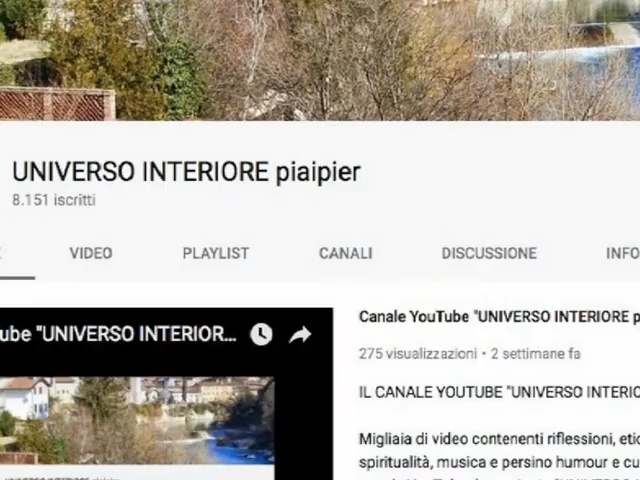 UNIVERSO INTERIORE piaipier
8.151 iscritti
VIDEO PLAYLIST CANALI DISCUSSIONE INFO
Canale YouTube "UNIVERSO INTERIORE p
ube "UNIVERSO INTERIOR...
275 visualizzazioni • 2 settimane fa
IL CANALE YOUTUBE "UNIVERSO INTERIO
Migliaia di video contenenti riflessioni, etic
spiritualità, musica e persino humour e cu